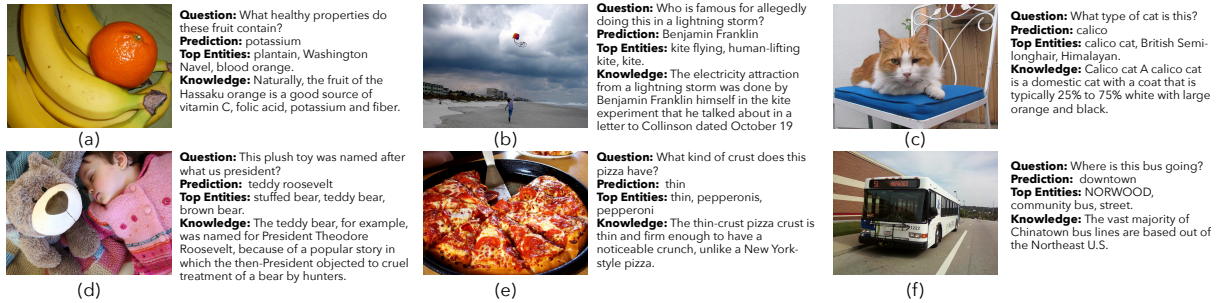 Question: What healthy properties do
these fruit contain?
Prediction: potassium
Top Entities: plantain, Washington
Navel, blood orange.
Knowledge: Naturally, the fruit of the
Hassaku orange is a good source of
vitamin C, folic acid, potassium and fiber.
(a)
Question: Who is famous for allegedly
doing this in a lightning storm?
Prediction: Benjamin Franklin
Top Entities: kite flying, human-lifting
kite, kite.
Knowledge: The electricity attraction
from a lightning storm was done by
Benjamin Franklin himself in the kite
experiment that he talked about in a
letter to Collinson dated October 19
(b)
Question: What type of cat is this?
Prediction: calico
Top Entities: calico cat, British Semi-
longhair, Himalayan.
Knowledge: Calico cat A calico cat
is a domestic cat with a coat that is
typically 25% to 75% white with large
orange and black.
(c)
Question: This plush toy was named after
what us president?
Prediction: teddy roosevelt
Top Entities: stuffed bear, teddy bear,
brown bear.
Knowledge: The teddy bear, for example,
was named for President Theodore
Roosevelt, because of a popular story in
which the then-President objected to cruel
treatment of a bear by hunters.
(d)
Question: What kind of crust does this
pizza have?
Prediction: thin
Top Entities: thin, pepperonis,
pepperoni
Knowledge: The thin-crust pizza crust is
thin and firm enough to have a
noticeable crunch, unlike a New York-
style pizza.
(e)
Question: Where is this bus going?
Prediction: downtown
Top Entities: NORWOOD,
community bus, street.
Knowledge: The vast majority of
Chinatown bus lines are based out of
the Northeast U.S.
(f)